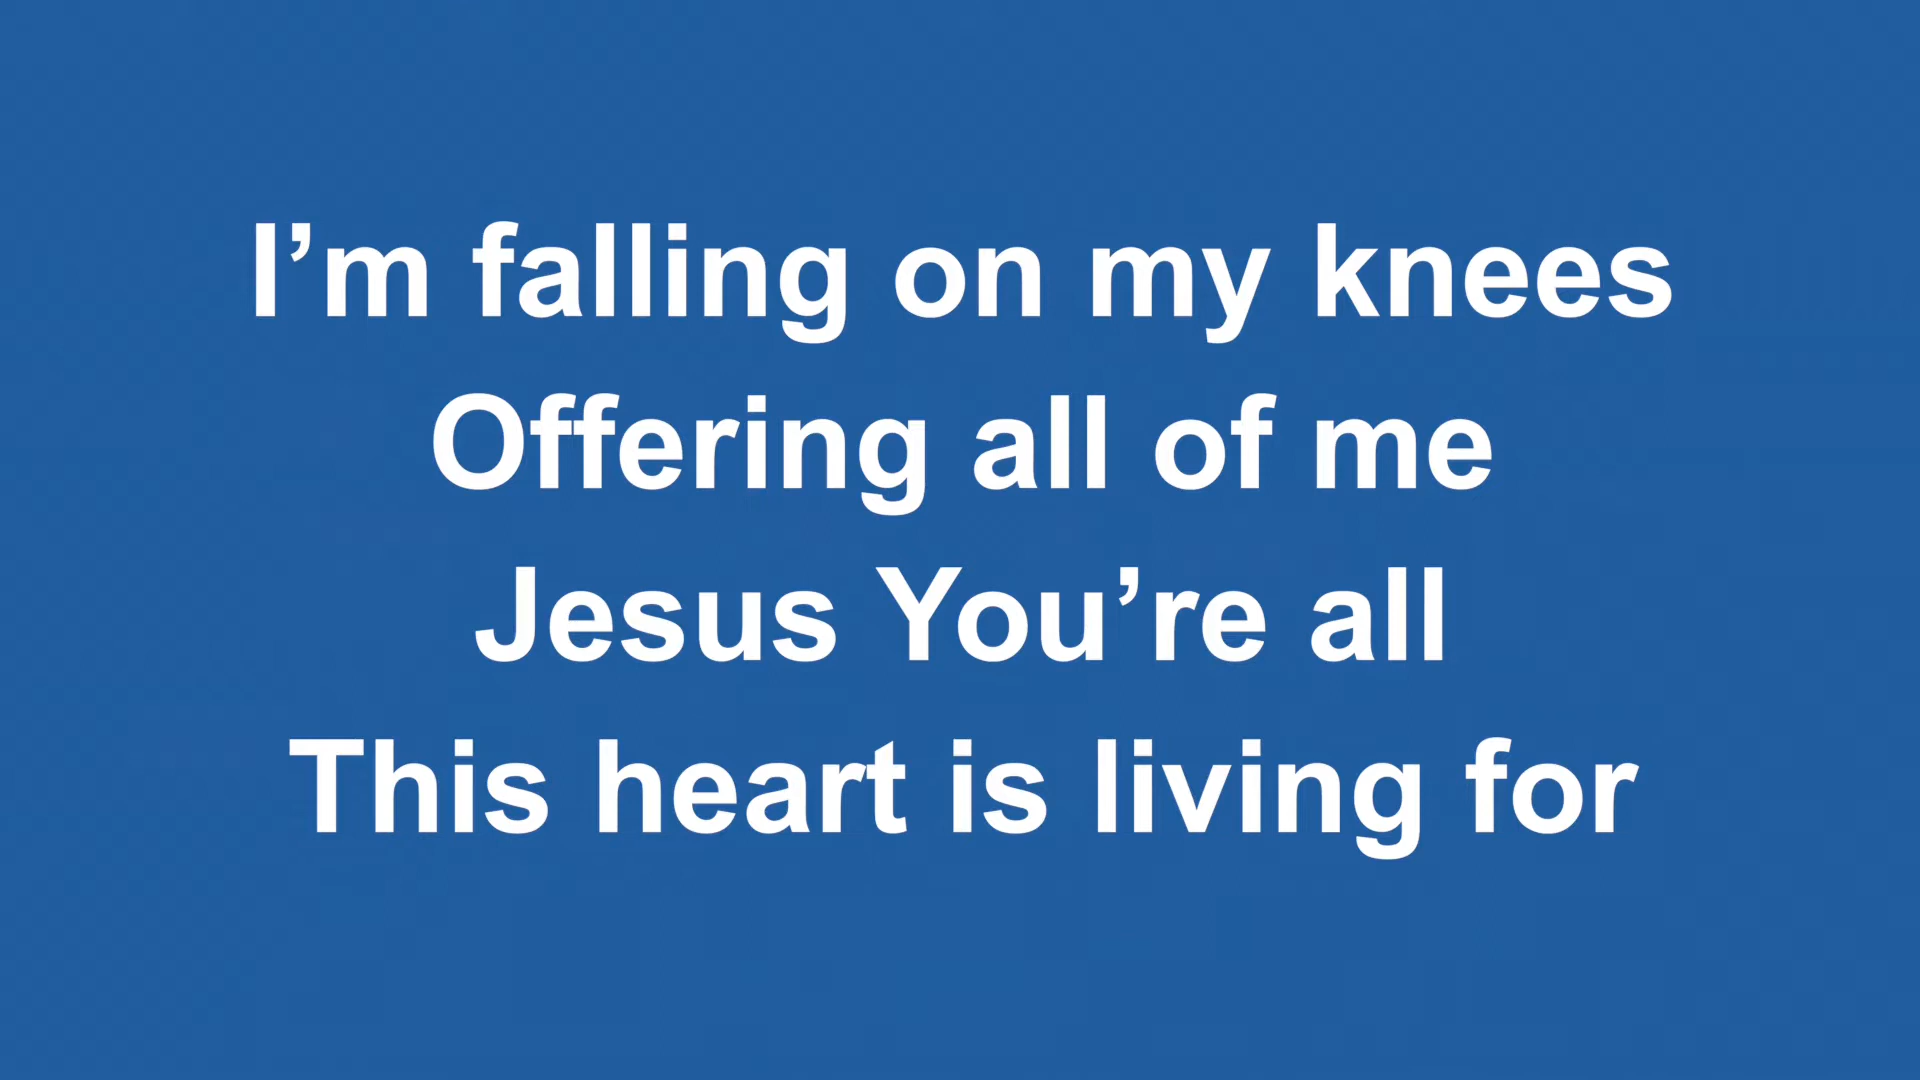 I’m falling on my knees
Offering all of me
Jesus You’re all
This heart is living for